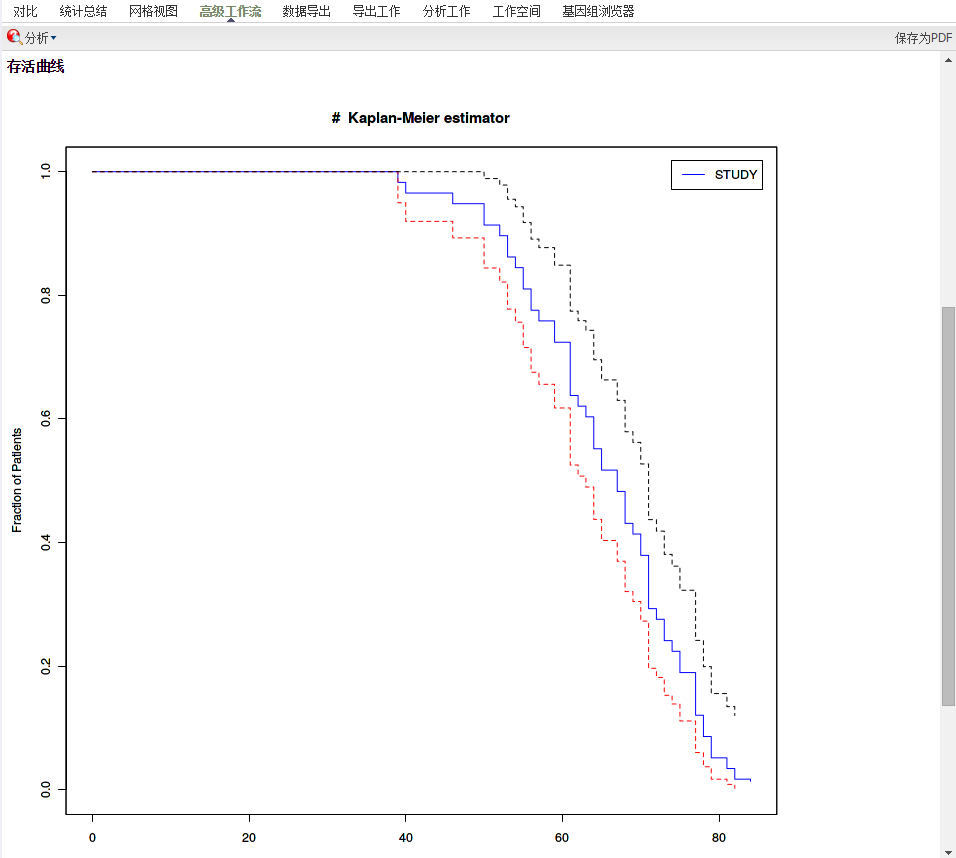 对比 统计总结 网格视图 高级工作流 数据导出 导出工作 分析工作 工作空间 基因组浏览器
分析 保存为PDF
存活曲线
# Kaplan-Meier estimator
STUDY
1.0
0.8
0.6
0.4
0.2
0.0
Fraction of Patients
0 20 40 60 80